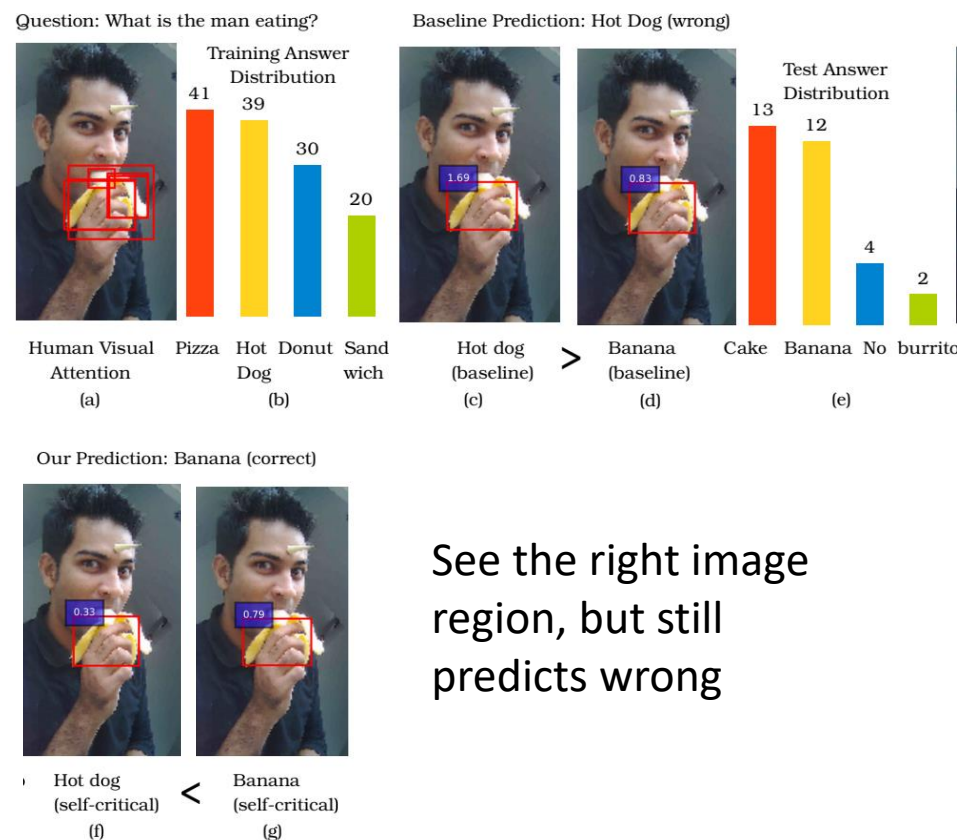 Question: What is the man eating?
Baseline Prediction: Hot Dog (wrong)
Training Answer
Distribution
41
39
30
20
1.69
0.83
Test Answer
Distribution
13
12
4
2
Human Visual
Attention
(a)
Pizza Hot Dog Donut Sand wich
(b)
Hot dog
(baseline)
(c)
>
Banana
(baseline)
(d)
Cake Banana No burrito
(e)
Our Prediction: Banana (correct)
0.33
0.79
Hot dog
(self-critical)
(f)
<
Banana
(self-critical)
(g)
See the right image
region, but still
predicts wrong